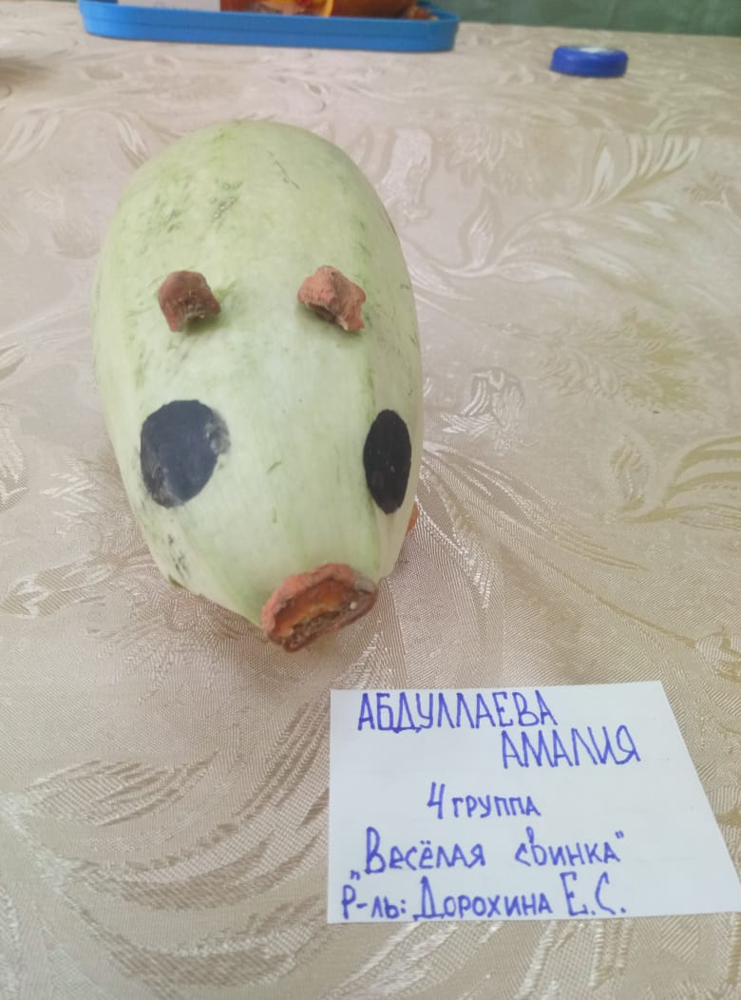 АБДУЛЛАЕВА
АМАЛИЯ
4 ГРУППА
„Весёлая свинка"
Р-ль: Дорохина Е.С.